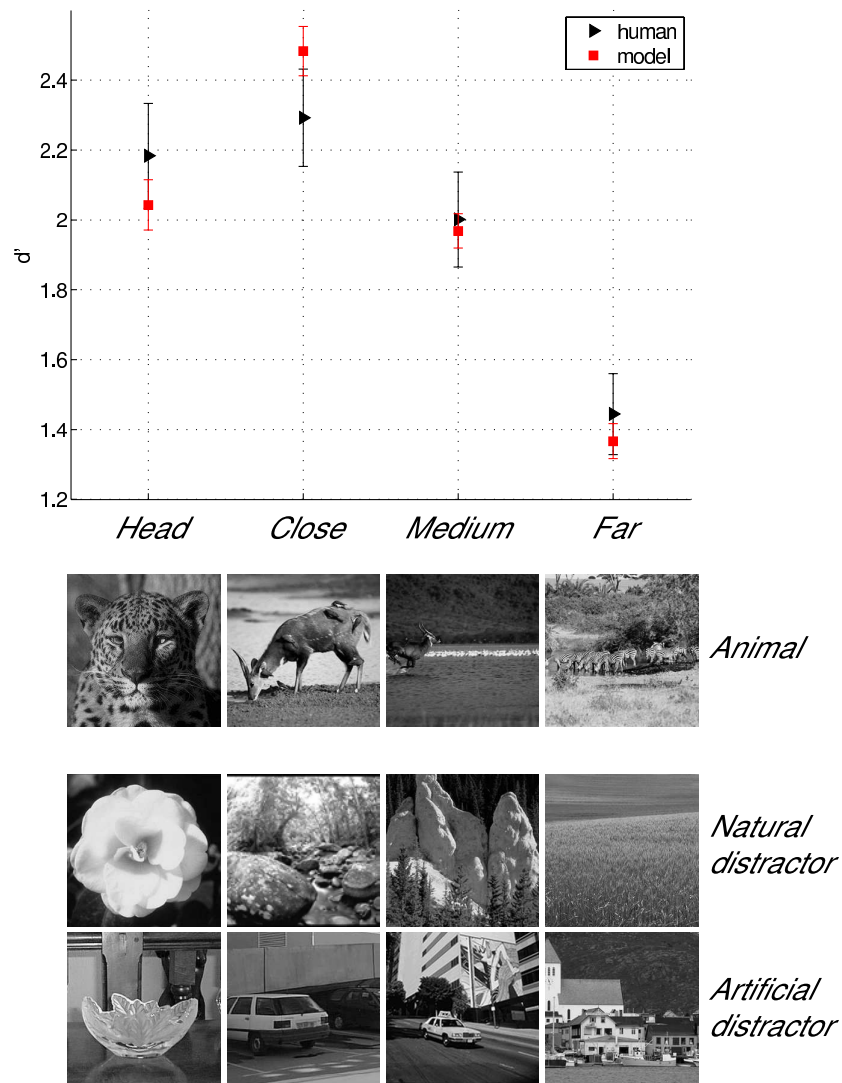 human
model
2.4
2.2
2
1.8
1.6
1.4
1.2
d'
Head Close Medium Far
Animal
Natural
distractor
Artificial
distractor